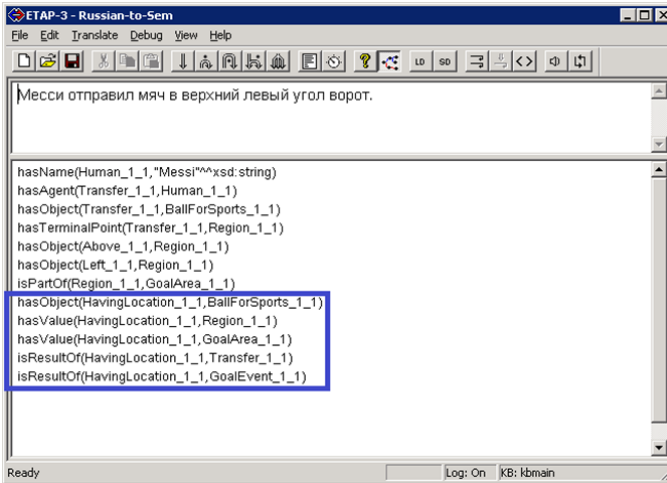 ETAP-3 - Russian-to-Sem
File Edit Translate Debug View Help
LD SD
Месси отправил мяч в верхний левый угол ворот.
hasName(Human_1_1,"Messi"^^xsd:string)
hasAgent(Transfer_1_1,Human_1_1)
hasObject(Transfer_1_1,BallForSports_1_1)
hasTerminalPoint(Transfer_1_1,Region_1_1)
hasObject(Above_1_1,Region_1_1)
hasObject(Left_1_1,Region_1_1)
isPartOf(Region_1_1,GoalArea_1_1)
hasObject(HavingLocation_1_1,BallForSports_1_1)
hasValue(HavingLocation_1_1,Region_1_1)
hasValue(HavingLocation_1_1,GoalArea_1_1)
isResultOf(HavingLocation_1_1,Transfer_1_1)
isResultOf(HavingLocation_1_1,GoalEvent_1_1)
Ready Log: On KB: kbmain